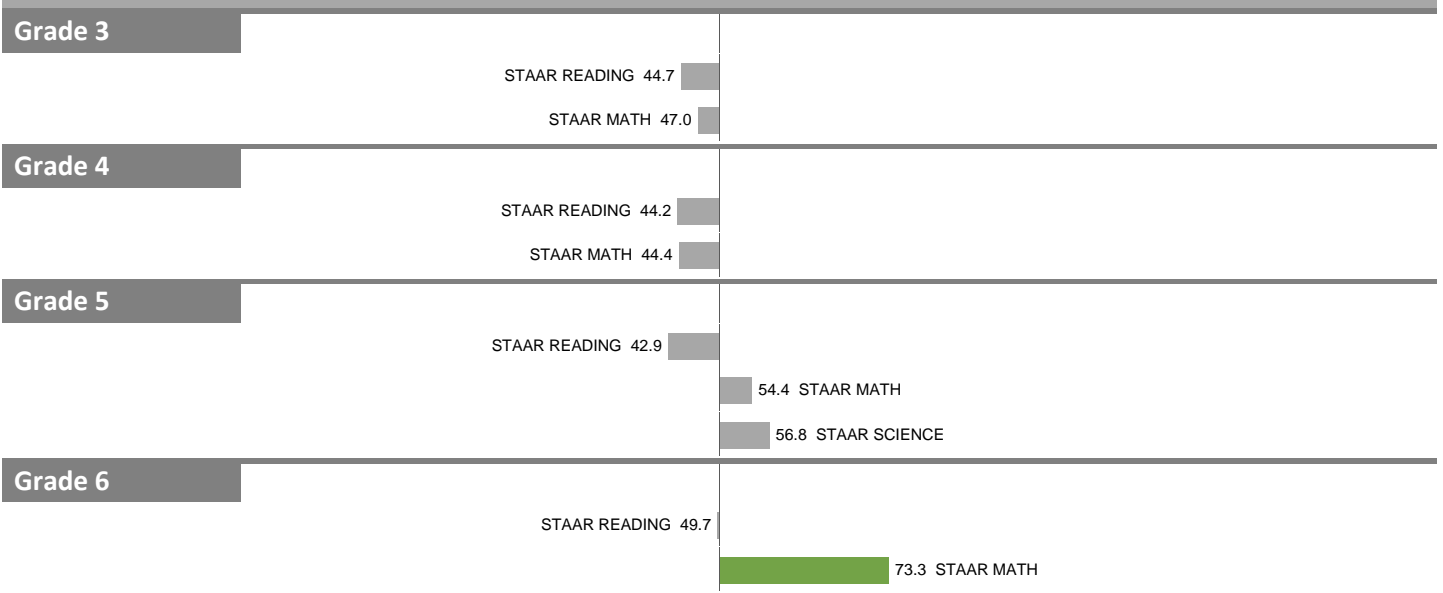 Grade 3
STAAR READING 44.7
STAAR MATH 47.0
Grade 4
STAAR READING 44.2
STAAR MATH 44.4
Grade 5
STAAR READING 42.9
54.4 STAAR MATH
56.8 STAAR SCIENCE
Grade 6
STAAR READING 49.7
73.3 STAAR MATH